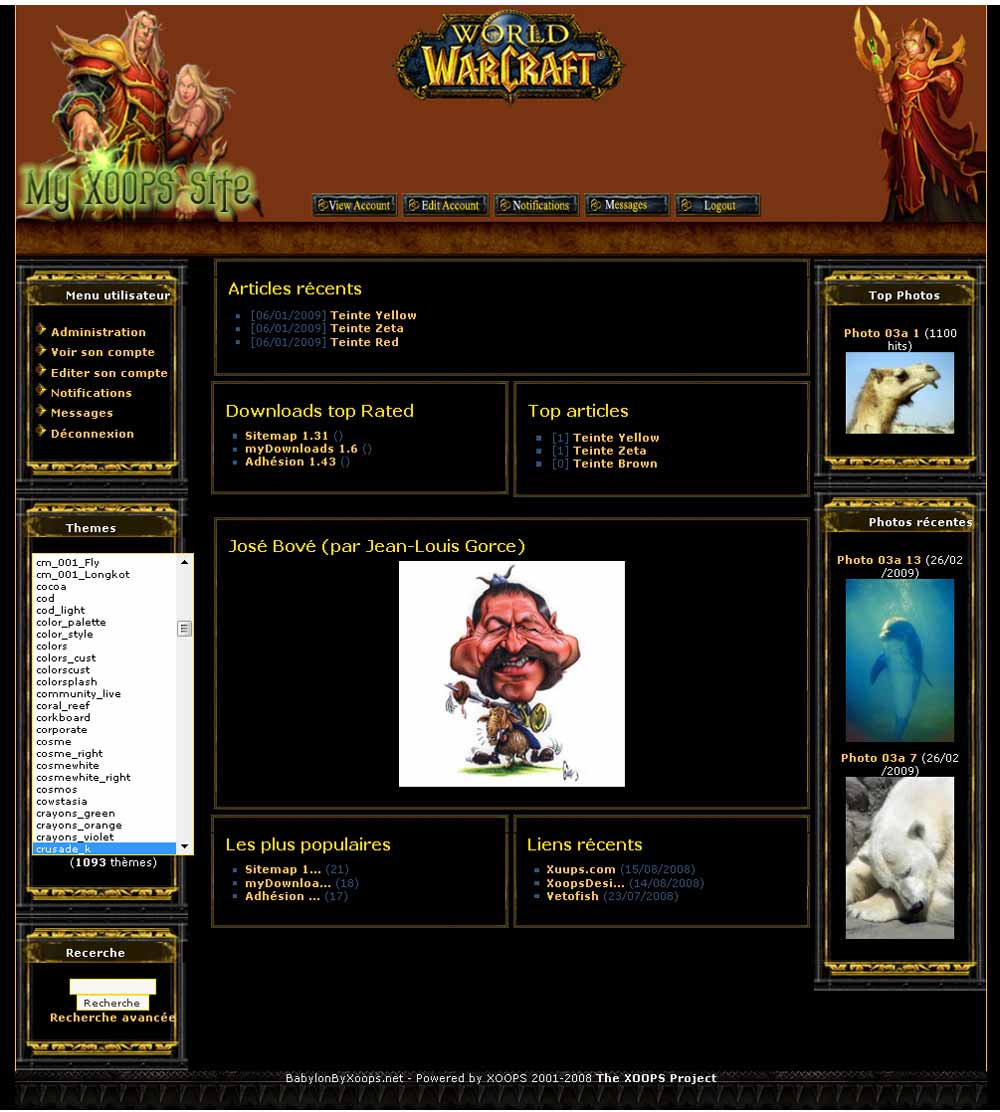 WORLD
WARCRAFT®
My XOOPS Site
View Account
Edit Account
Notifications
Messages
Logout
Menu utilisateur
Administration
Voir son compte
Editer son compte
Notifications
Messages
Déconnexion
Themes
cm_001_Fly
cm_001_Longkot
cocoa
cod
cod_light
color_palette
color_style
colors
colors_cust
colorscust
colorsplash
community_live
coral_reef
corkboard
corporate
cosme
cosme_right
cosmewhite
cosmewhite_right
cosmos
cowstasia
crayons_green
crayons_orange
crayons_violet
crusade_k
(1093 thèmes)
Recerche
Recherche
Recherche avancée
Articles récents
[06/01/2009] Teinte Yellow
[06/01/2009] Teinte Zeta
[06/01/2009] Teinte Red
Downloads top Rated
Sitemap 1.31 ()
myDownloads 1.6 ()
Adhésion 1.43 ()
Top articles
[1] Teinte Yellow
[1] Teinte Zeta
[0] Teinte Brown
José Bové (par Jean-Louis Gorce)
Les plus populaires
Sitemap 1... (21)
myDownloa... (18)
Adhésion ... (17)
Liens récents
Xuups.com (15/08/2008)
XoopsDesi... (14/08/2008)
Vetofish (23/07/2008)
Top Photos
Photo 03a 1 (1100
hits)
Photos récentes
Photo 03a 13 (26/02
/2009)
Photo 03a 7 (26/02
/2009)
BabylonByXoops.net - Powered by XOOPS 2001-2008 The XOOPS Project